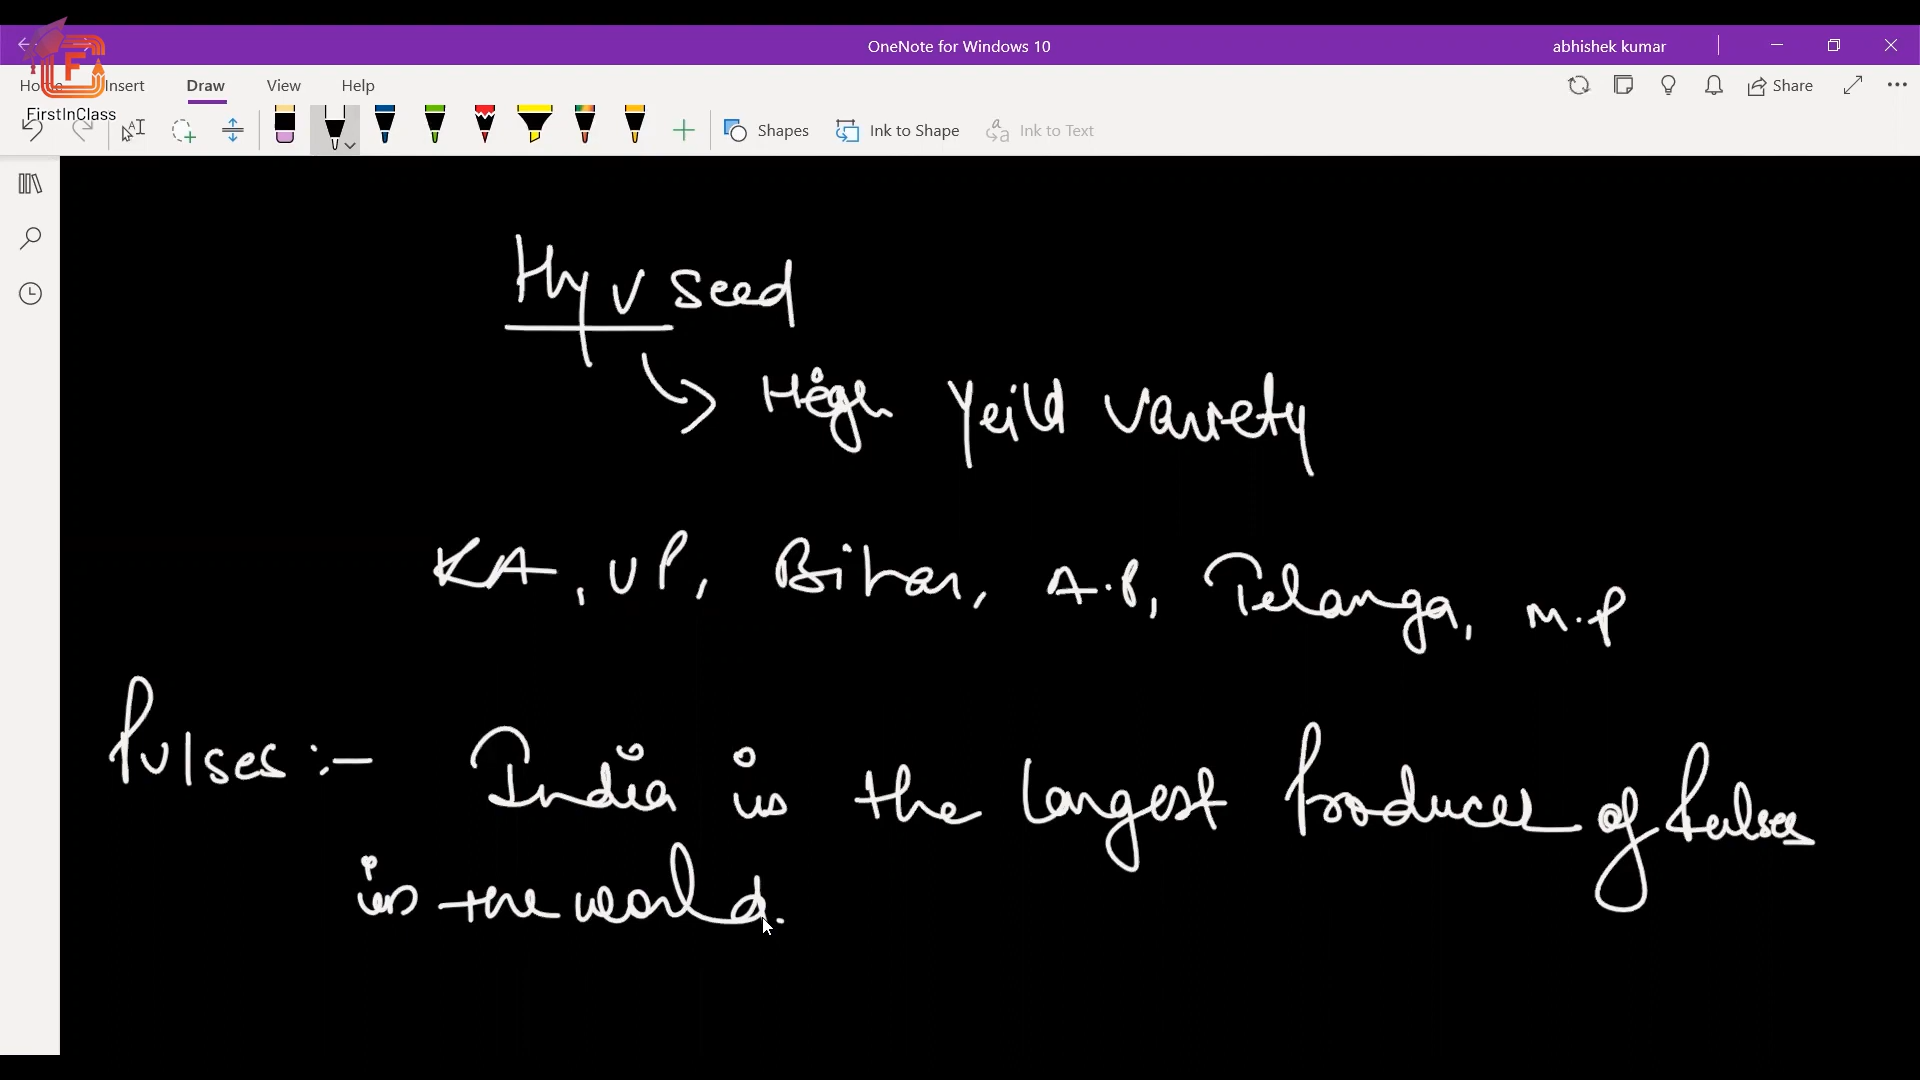 OneNote for Windows 10
abhishek kumar
Home Insert Draw View Help
Share
FirstInClass
Shapes Ink to Shape Ink to Text
Hyv seed
High Yeild variety
KA, UP, Bihar, A.P, Telanga, M.P
Pulses :- India is the largest Producer of Pulses
in the world.